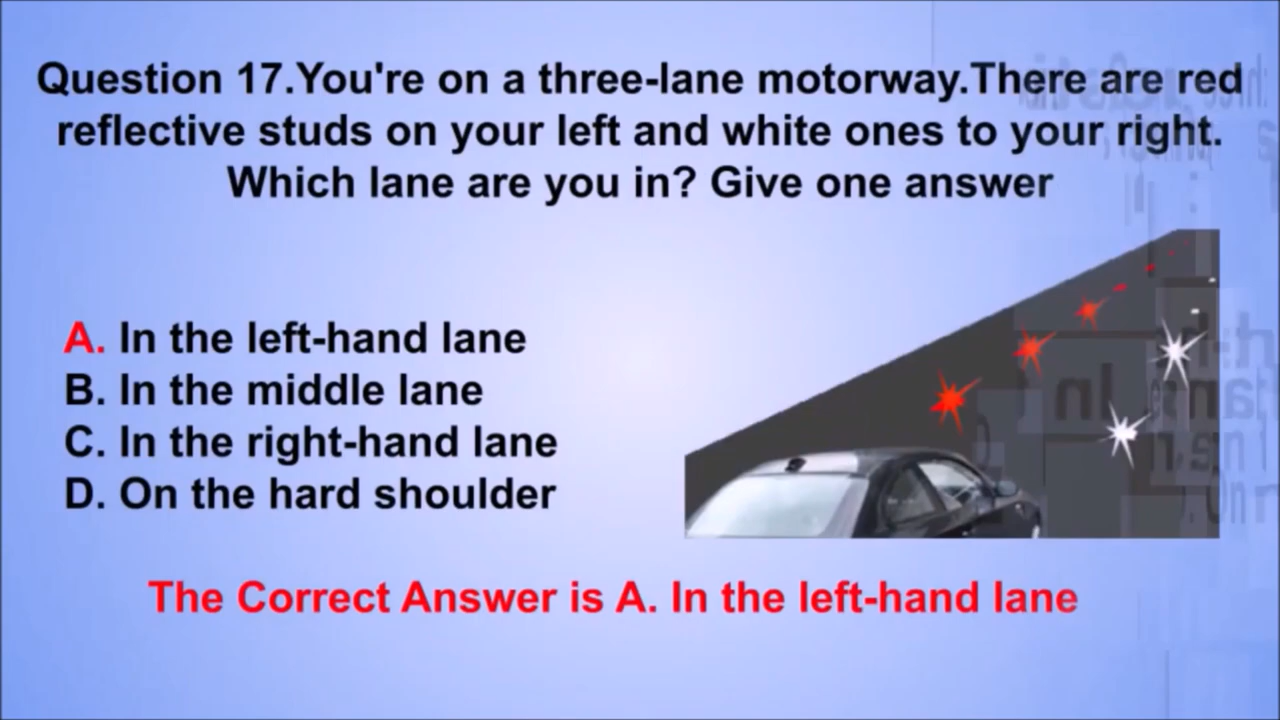 Question 17.You're on a three-lane motorway.There are red
reflective studs on your left and white ones to your right.
Which lane are you in? Give one answer
A. In the left-hand lane
B. In the middle lane
C. In the right-hand lane
D. On the hard shoulder
The Correct Answer is A. In the left-hand lane